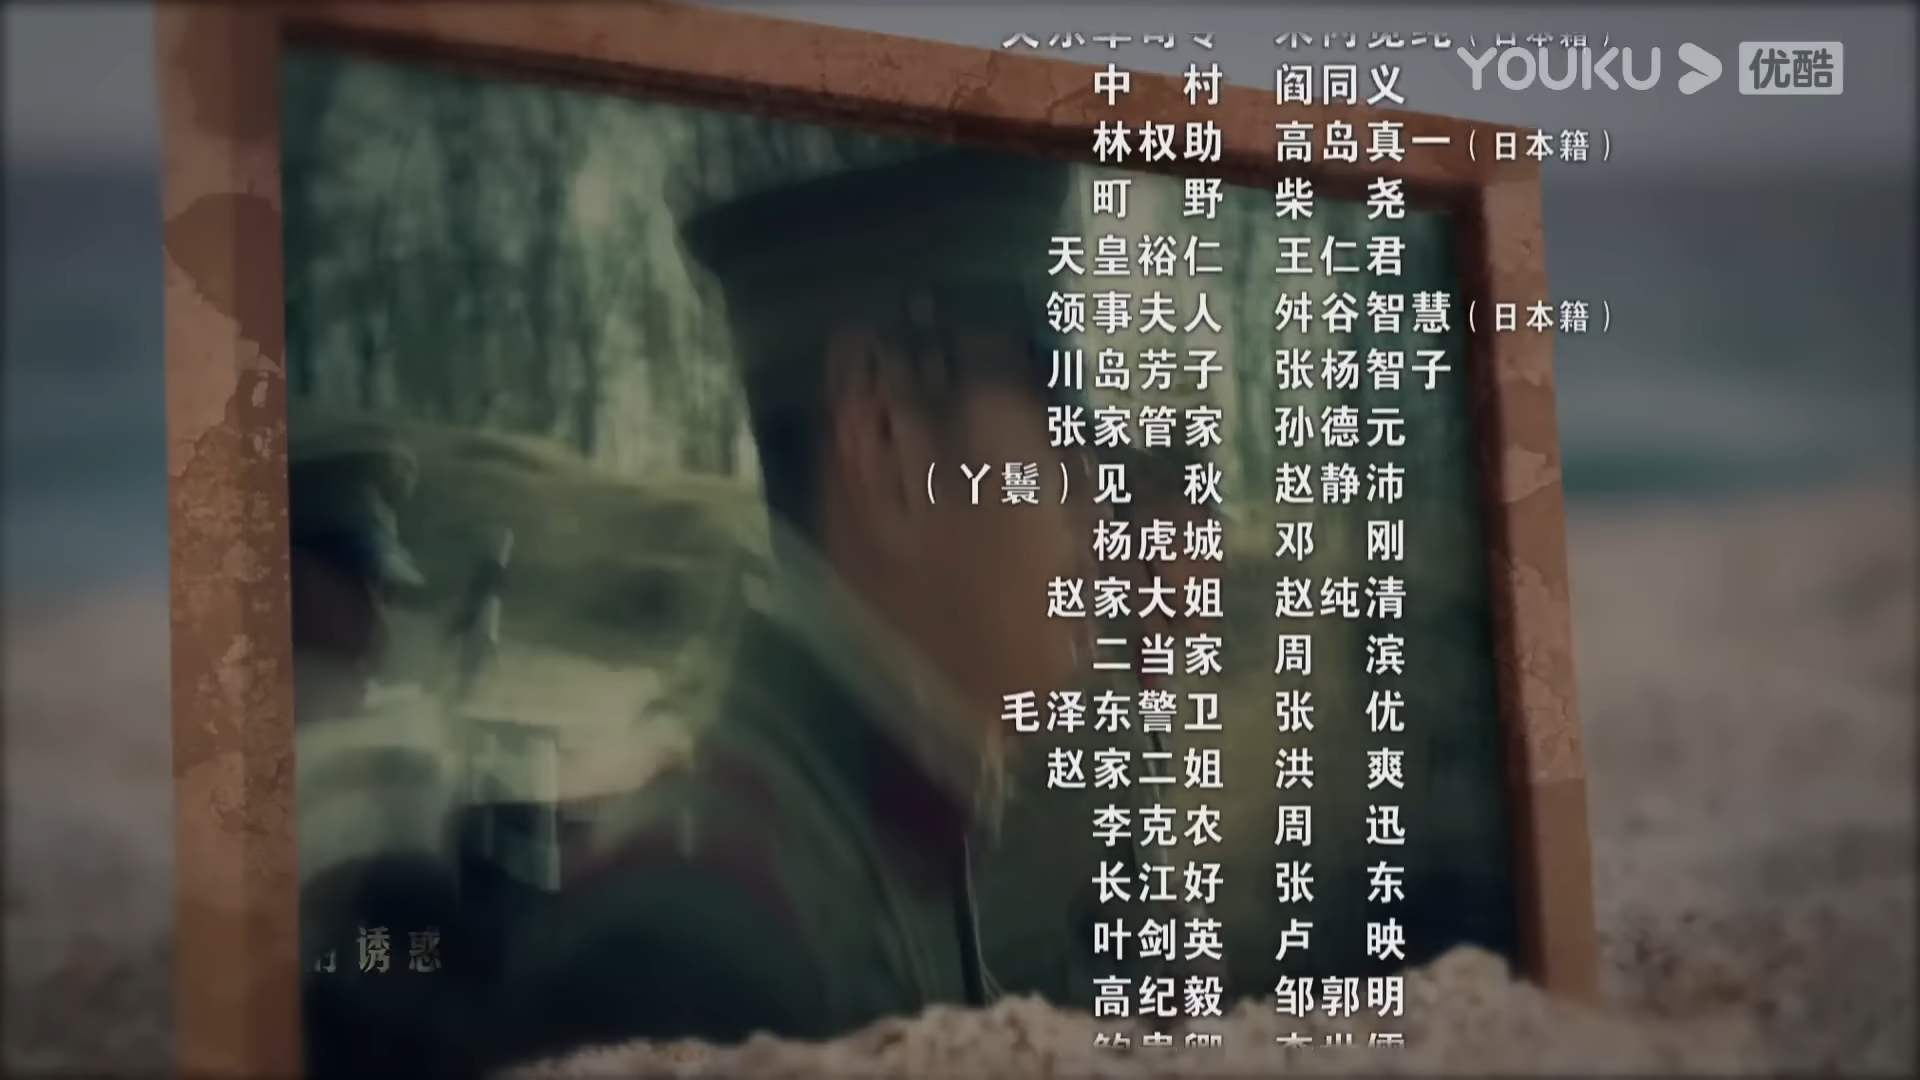 YOUKU 优酷
中村 阎同义
林权助 高岛真一（日本籍）
町野 柴尧
天皇裕仁 王仁君
领事夫人 舛谷智慧（日本籍）
川岛芳子 张杨智子
张家管家 孙德元
（丫鬟）见秋 赵静沛
杨虎城 邓刚
赵家大姐 赵纯清
二当家 周滨
毛泽东警卫 张优
赵家二姐 洪爽
李克农 周迅
长江好 张东
叶剑英 卢映
高纪毅 邹郭明
诱惑